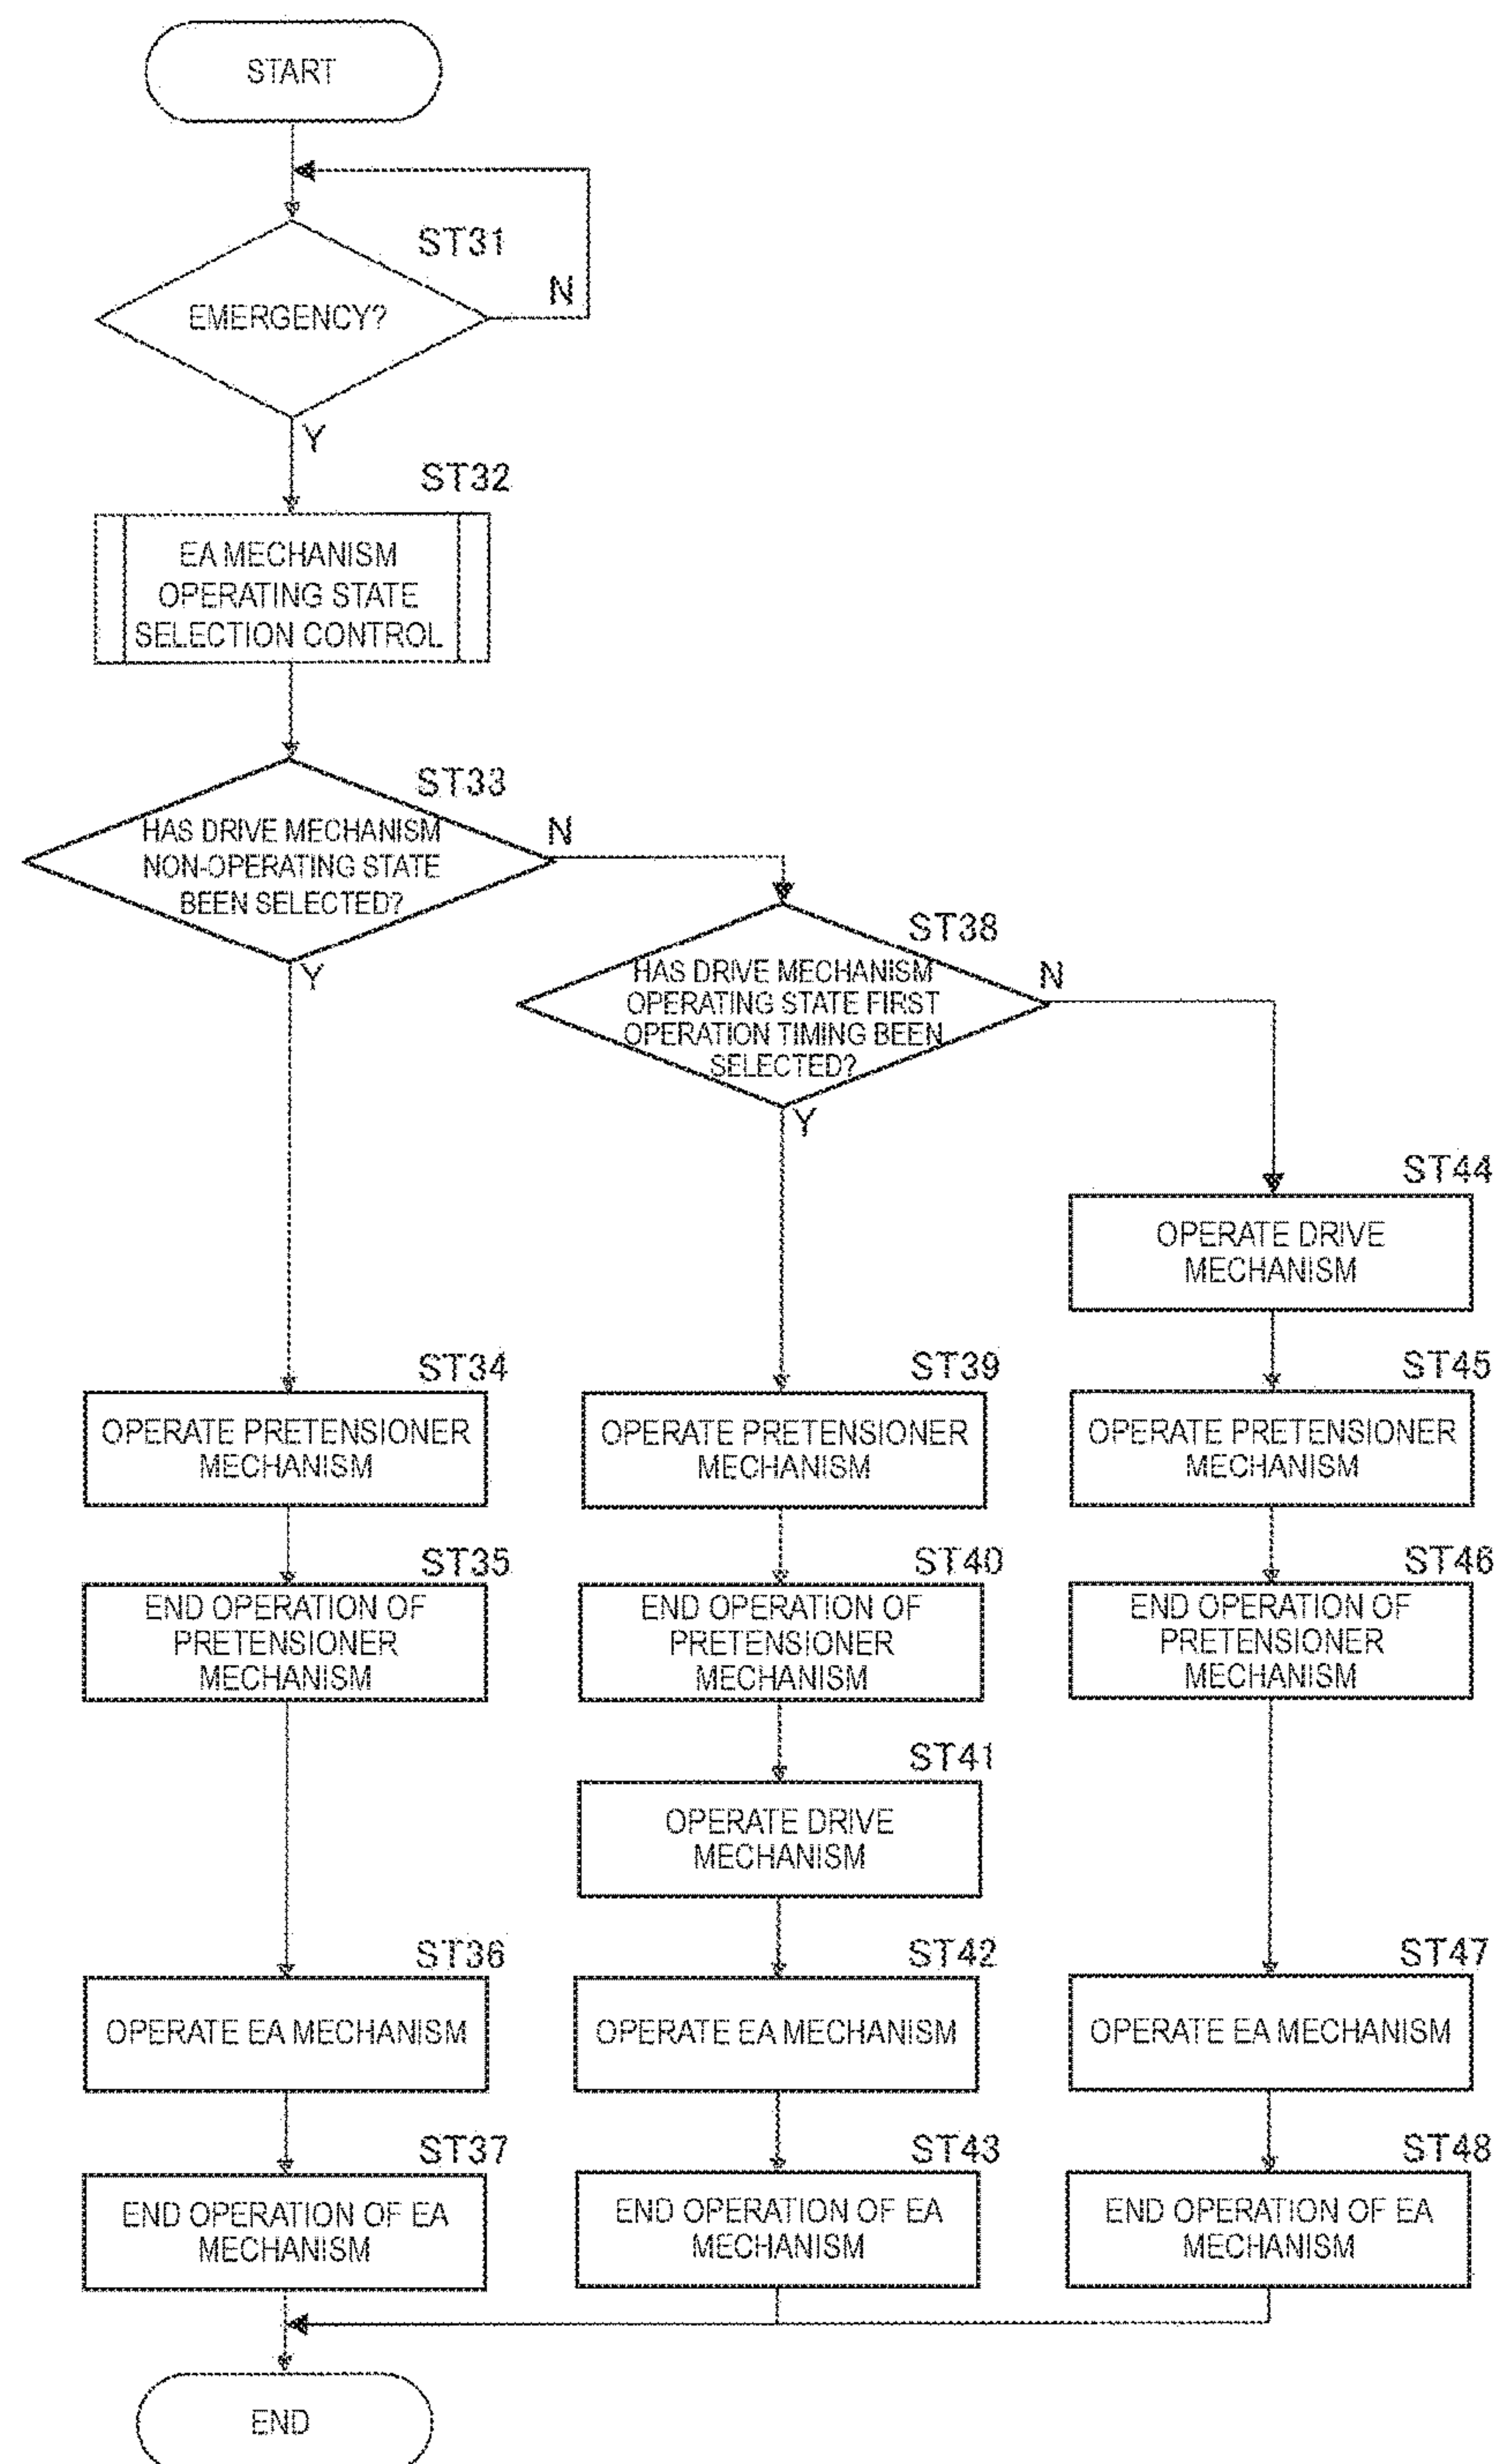 START
ST31
EMERGENCY?
N
Y
ST32
EA MECHANISM
OPERATING STATE
SELECTION CONTROL
ST33
HAS DRIVE MECHANISM
NON-OPERATING STATE
BEEN SELECTED?
N
Y
ST38
HAS DRIVE MECHANISM
OPERATING STATE FIRST
OPERATION TIMING BEEN
SELECTED?
N
Y
ST44
OPERATE DRIVE
MECHANISM
ST34
OPERATE PRETENSIONER
MECHANISM
ST39
OPERATE PRETENSIONER
MECHANISM
ST45
OPERATE PRETENSIONER
MECHANISM
ST35
END OPERATION OF
PRETENSIONER
MECHANISM
ST40
END OPERATION OF
PRETENSIONER
MECHANISM
ST46
END OPERATION OF
PRETENSIONER
MECHANISM
ST41
OPERATE DRIVE
MECHANISM
ST36
OPERATE EA MECHANISM
ST42
OPERATE EA MECHANISM
ST47
OPERATE EA MECHANISM
ST37
END OPERATION OF EA
MECHANISM
ST43
END OPERATION OF EA
MECHANISM
ST48
END OPERATION OF EA
MECHANISM
END